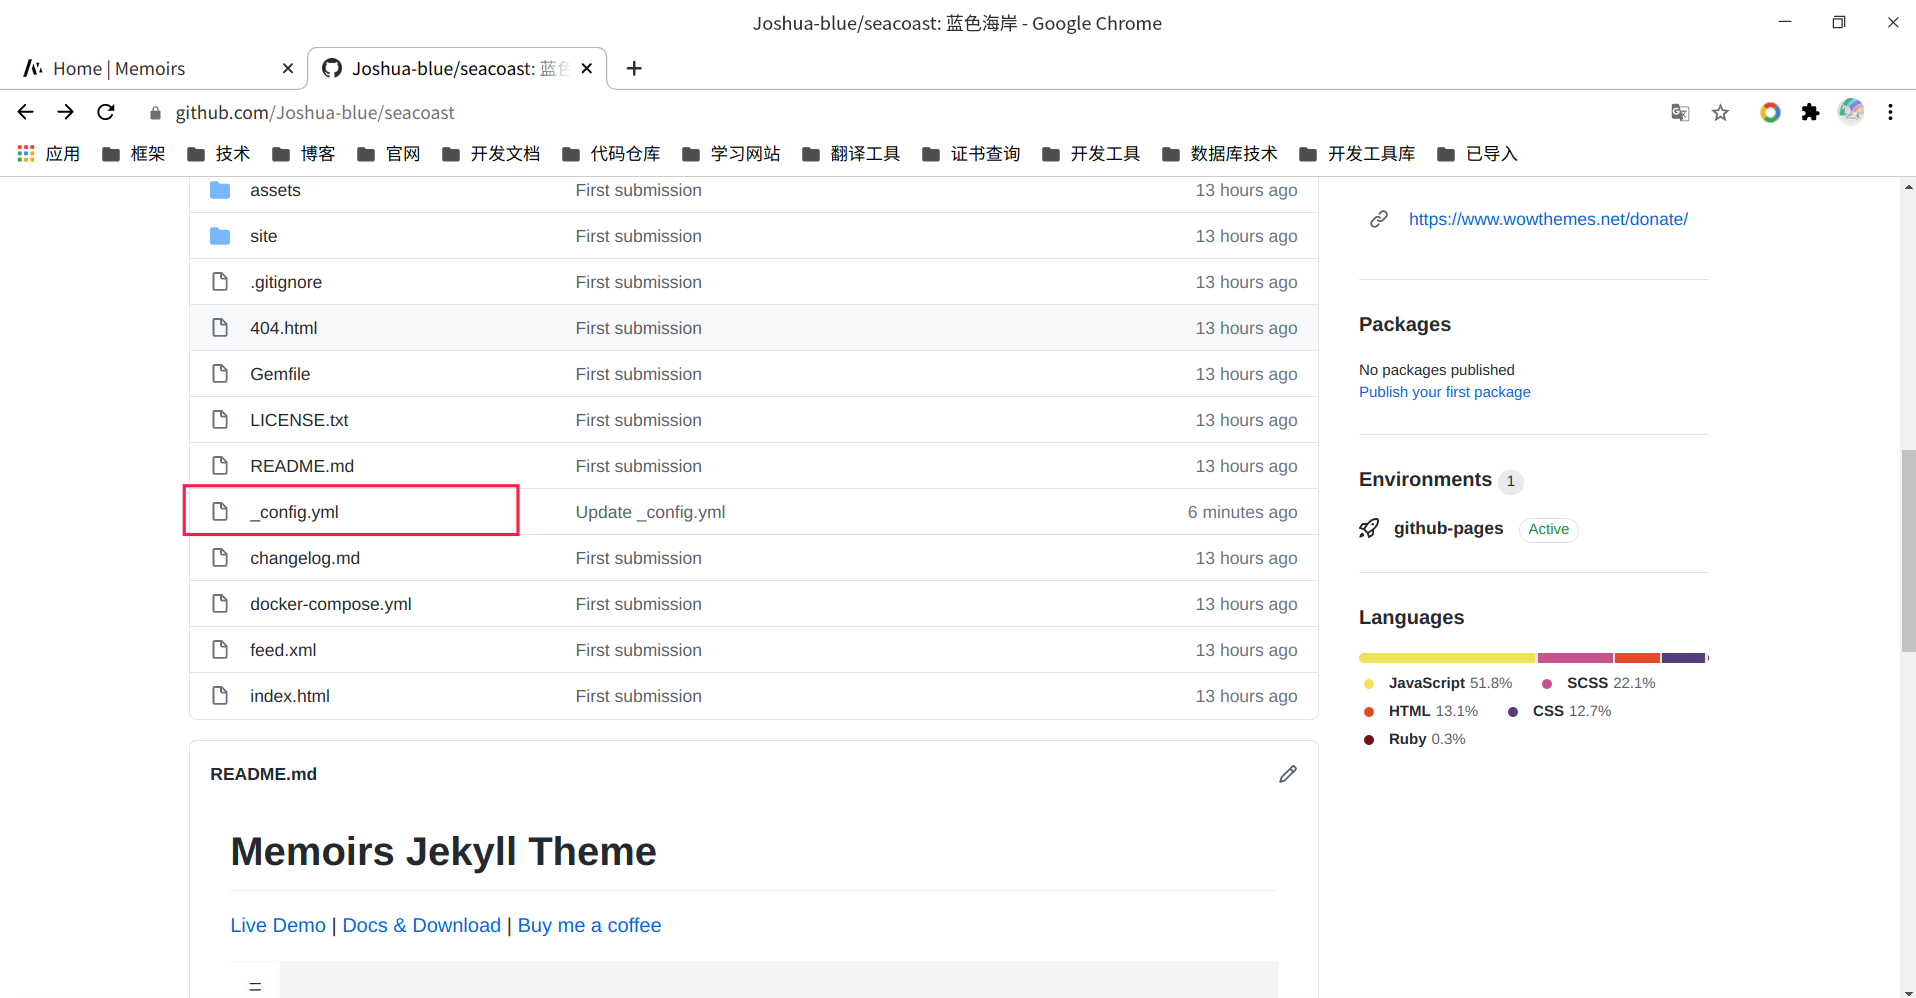 Joshua-blue/seacoast: 蓝色海岸 - Google Chrome
Home | Memoirs
Joshua-blue/seacoast: 蓝色
github.com/Joshua-blue/seacoast
应用 框架 技术 博客 官网 开发文档 代码仓库 学习网站 翻译工具 证书查询 开发工具 数据库技术 开发工具库 已导入
assets First submission 13 hours ago
site First submission 13 hours ago
.gitignore First submission 13 hours ago
404.html First submission 13 hours ago
Gemfile First submission 13 hours ago
LICENSE.txt First submission 13 hours ago
README.md First submission 13 hours ago
_config.yml Update _config.yml 6 minutes ago
changelog.md First submission 13 hours ago
docker-compose.yml First submission 13 hours ago
feed.xml First submission 13 hours ago
index.html First submission 13 hours ago
README.md
Memoirs Jekyll Theme
Live Demo | Docs & Download | Buy me a coffee
https://www.wowthemes.net/donate/
Packages
No packages published
Publish your first package
Environments 1
github-pages Active
Languages
JavaScript 51.8% SCSS 22.1%
HTML 13.1% CSS 12.7%
Ruby 0.3%